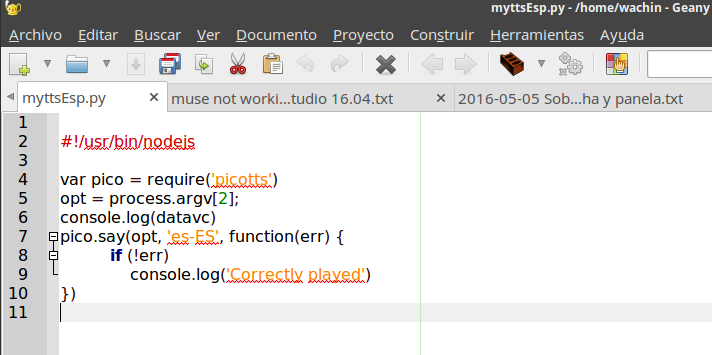 myttsEsp.py - /home/wachin - Geany
Archivo Editar Buscar Ver Documento Proyecto Construir Herramientas Ayuda
myttsEsp.py muse not worki...tudio 16.04.txt 2016-05-05 Sob...ha y panela.txt
1
2 #!/usr/bin/nodejs
3
4 var pico = require('picotts')
5 opt = process.argv[2];
6 console.log(datavc)
7 pico.say(opt, 'es-ES', function(err) {
8 if (!err)
9 console.log('Correctly played')
10 })
11